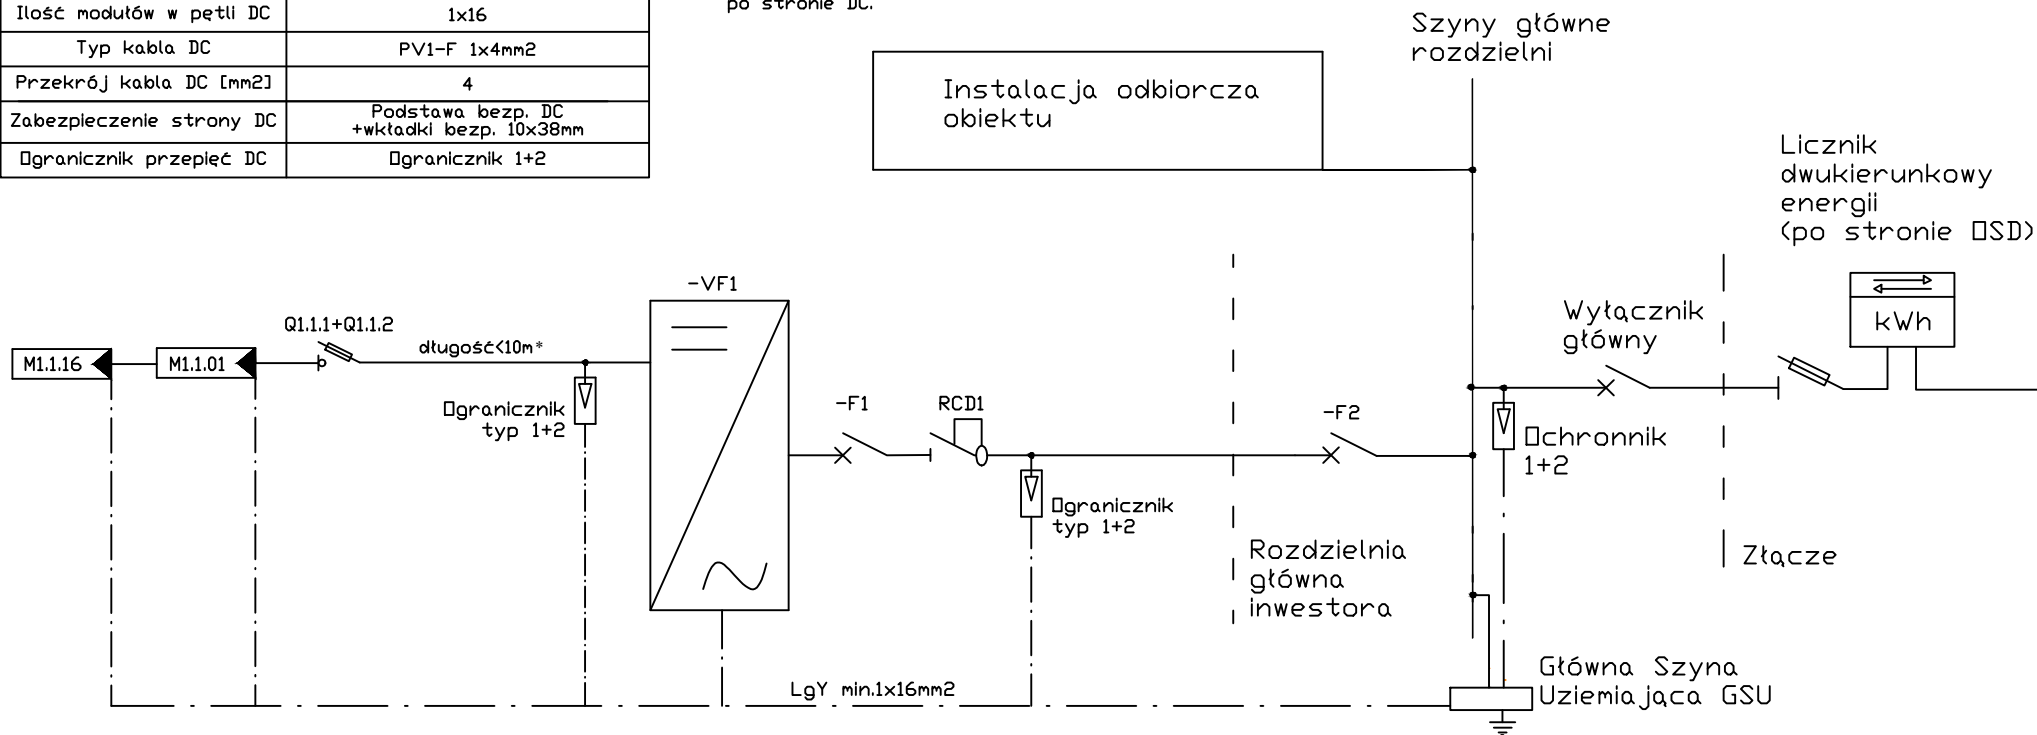 Ilość modułów w pętli DC 1x16
Typ kabla DC PV1-F 1x4mm2
Przekrój kabla DC [mm2] 4
Zabezpieczenie strony DC Podstawa bezp. DC
+wkładki bezp. 10x38mm
Ogranicznik przepięć DC Ogranicznik 1+2
po stronie DC.
Instalacja odbiorcza
obiektu
Szyny główne
rozdzielni
Licznik
dwukierunkowy
energii
(po stronie OSD)
kWh
Wyłącznik
główny
-VF1
Q1.1.1+Q1.1.2
długość<10m*
M1.1.16
M1.1.01
Ogranicznik
typ 1+2
-F1
RCD1
-F2
Ochronnik
1+2
Ogranicznik
typ 1+2
Rozdzielnia
główna
inwestora
Złącze
LgY min.1x16mm2
Główna Szyna
Uziemiająca GSU